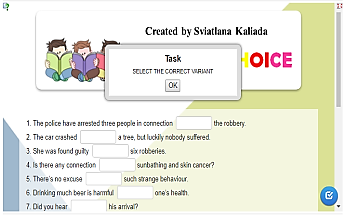 Created by Sviatlana Kaliada
HOICE
Task
SELECT THE CORRECT VARIANT
OK
1. The police have arrested three people in connection the robbery.
2. The car crashed a tree, but luckily nobody suffered.
3. She was found guilty six robberies.
4. Is there any connection sunbathing and skin cancer?
5. There's no excuse such strange behaviour.
6. Drinking much beer is harmful one's health.
7. Did you hear his arrival?